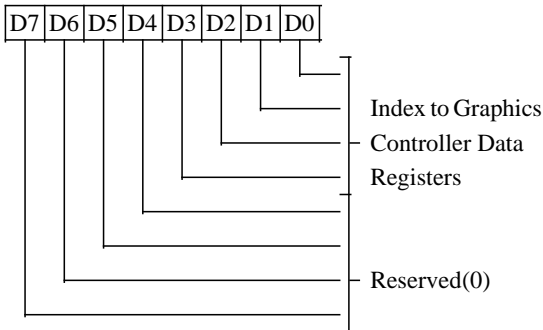 D7 D6 D5 D4 D3 D2 D1 D0
Index to Graphics
Controller Data
Registers
Reserved(0)